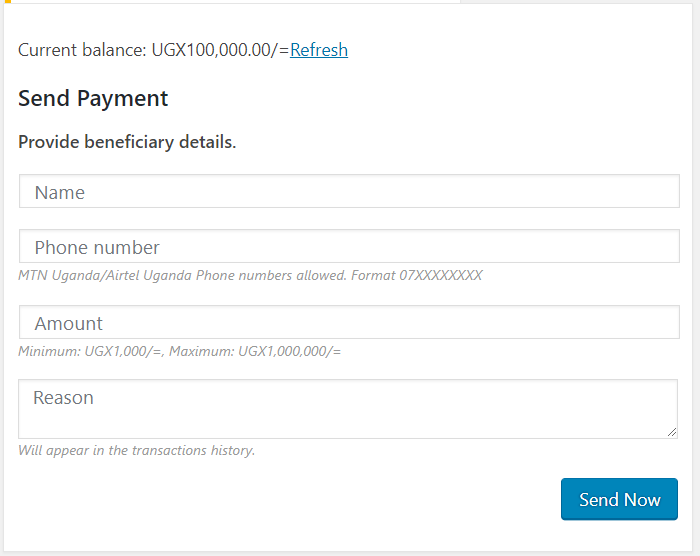 Current balance: UGX100,000.00/=Refresh
Send Payment
Provide beneficiary details.
Name
Phone number
MTN Uganda/Airtel Uganda Phone numbers allowed. Format 07XXXXXXXX
Amount
Minimum: UGX1,000/=, Maximum: UGX1,000,000/=
Reason
Will appear in the transactions history.
Send Now